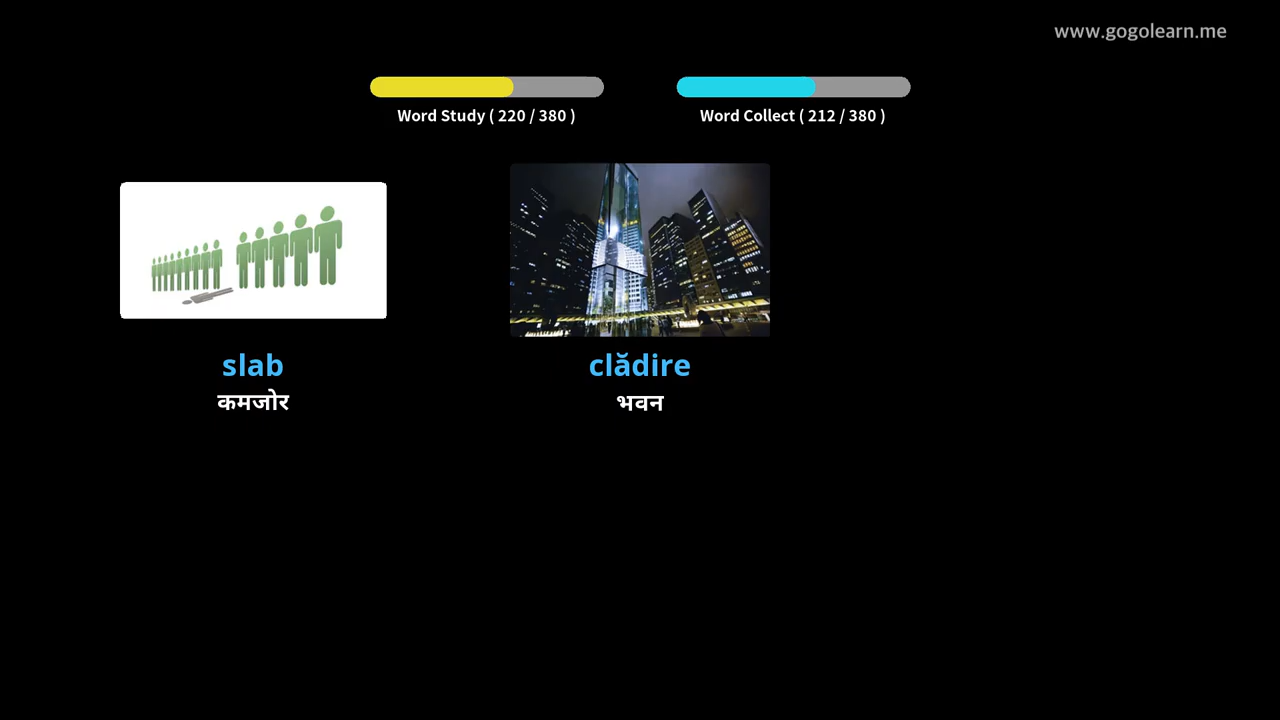 www.gogolearn.me
Word Study ( 220 / 380 )
Word Collect ( 212 / 380 )
slab
कमजोर
clădire
भवन